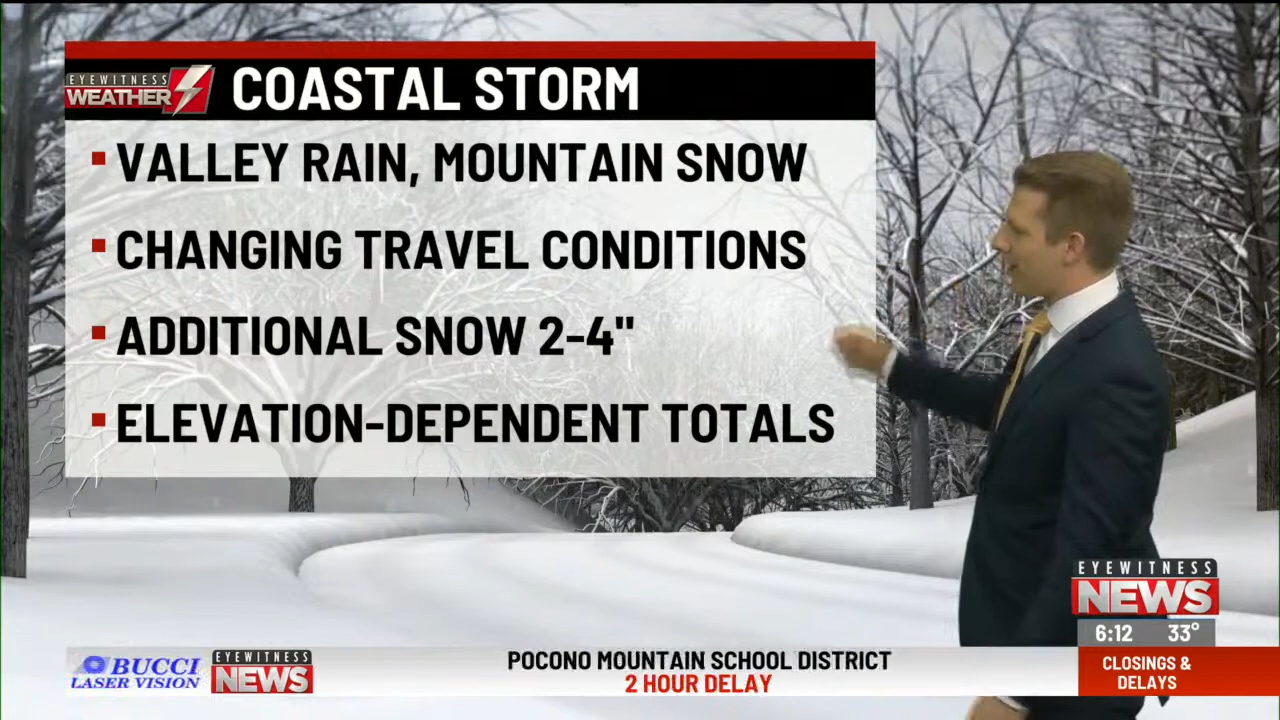 EYEWITNESS
WEATHER
COASTAL STORM
VALLEY RAIN, MOUNTAIN SNOW
CHANGING TRAVEL CONDITIONS
ADDITIONAL SNOW 2-4"
ELEVATION-DEPENDENT TOTALS
EYEWITNESS
NEWS
6:12 33°
BUCCI
LASER VISION
EYEWITNESS
NEWS
POCONO MOUNTAIN SCHOOL DISTRICT
2 HOUR DELAY
CLOSINGS &
DELAYS